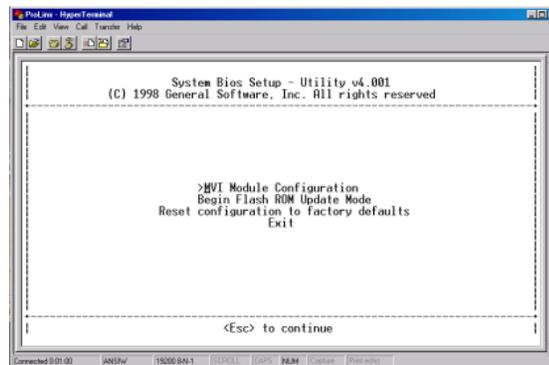 ProLinx - HyperTerminal
File Edit View Call Transfer Help
System Bios Setup - Utility v4.001
(C) 1998 General Software, Inc. All rights reserved
>MVI Module Configuration
Begin Flash ROM Update Mode
Reset configuration to factory defaults
Exit
<Esc> to continue
Connected 0:01:00 ANSIW 19200 8-N-1 SCROLL CAPS NUM Capture Print echo